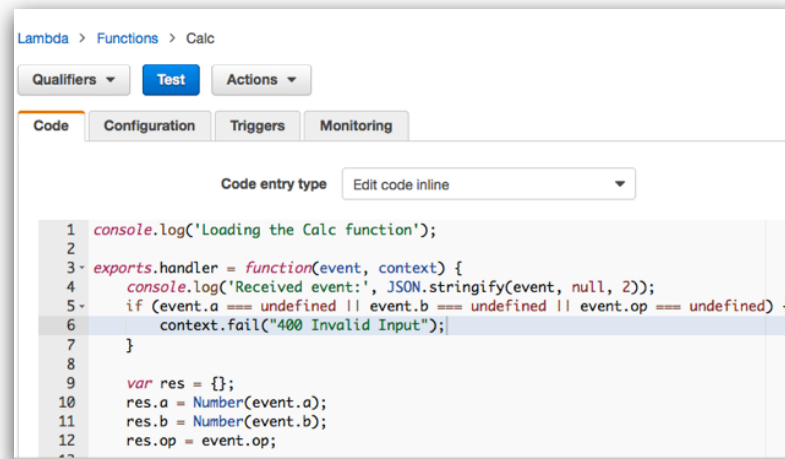 Lambda > Functions > Calc
Qualifiers Test Actions
Code Configuration Triggers Monitoring
Code entry type Edit code inline
1 console.log('Loading the Calc function');
2
3 exports.handler = function(event, context) {
4 console.log('Received event:', JSON.stringify(event, null, 2));
5 if (event.a === undefined || event.b === undefined || event.op === undefined)
6 context.fail("400 Invalid Input");
7 }
8
9 var res = {};
10 res.a = Number(event.a);
11 res.b = Number(event.b);
12 res.op = event.op;